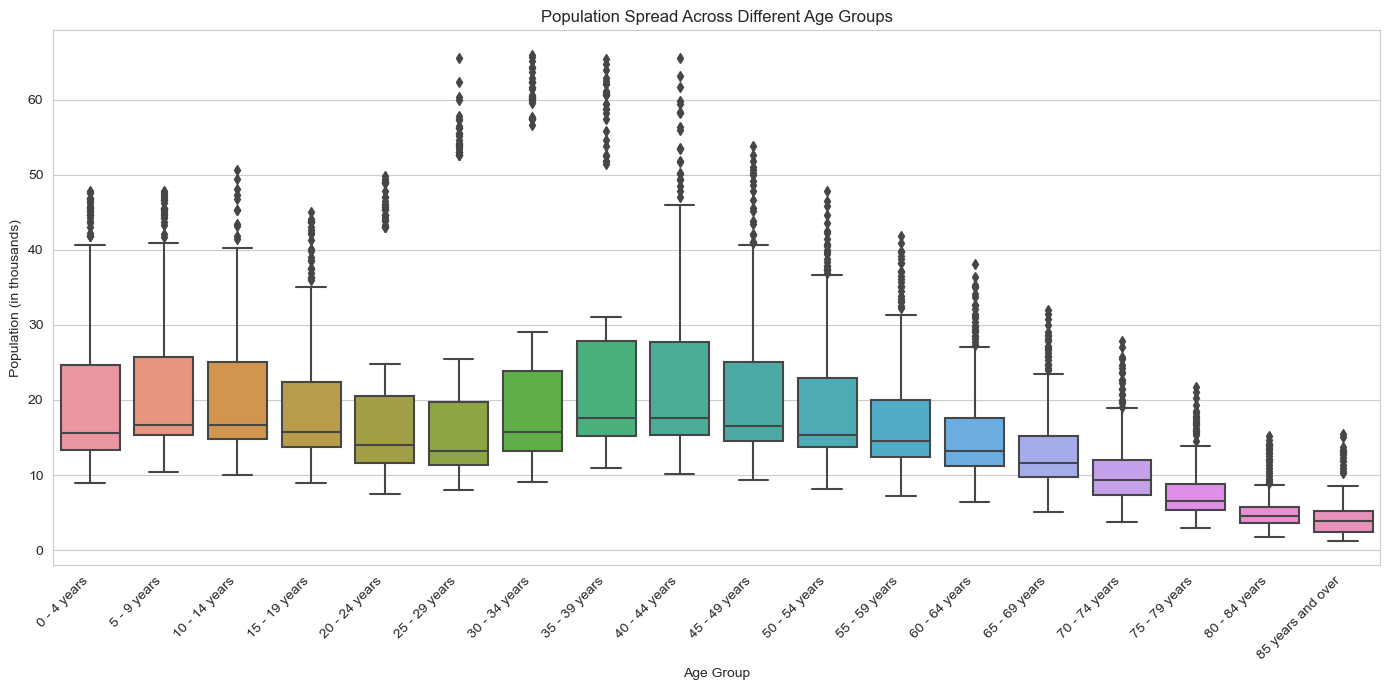 Population Spread Across Different Age Groups
Population (in thousands)
60
50
40
30
20
10
0
0 - 4 years
5 - 9 years
10 - 14 years
15 - 19 years
20 - 24 years
25 - 29 years
30 - 34 years
35 - 39 years
40 - 44 years
45 - 49 years
50 - 54 years
55 - 59 years
60 - 64 years
65 - 69 years
70 - 74 years
75 - 79 years
80 - 84 years
85 years and over
Age Group